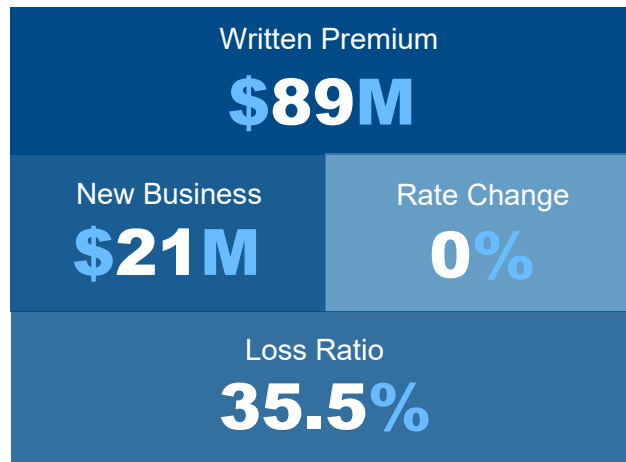 Written Premium
$89M
New Business
$21M
Rate Change
0%
Loss Ratio
35.5%